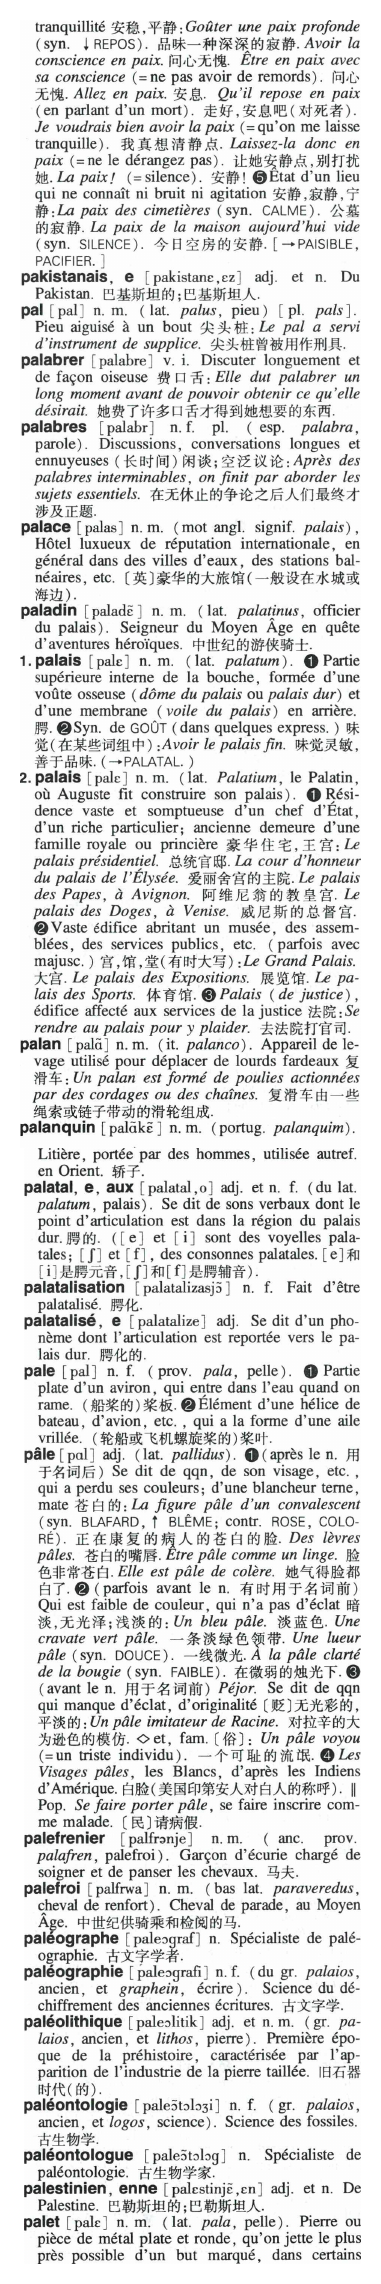 tranquillité 安稳,平静:Goûter une paix profonde
(syn. ↓REPOS). 品味一种深深的寂静. Avoir la
conscience en paix. 问心无愧. Être en paix avec
sa conscience (=ne pas avoir de remords). 问心
无愧. Allez en paix. 安息. Qu'il repose en paix
(en parlant d'un mort). 走好,安息吧(对死者).
Je voudrais bien avoir la paix (=qu'on me laisse
tranquille). 我真想清静点. Laissez-la donc en
paix (=ne le dérangez pas). 让她安静点,别打扰
她. La paix! (=silence). 安静! ❺État d'un lieu
qui ne connaît ni bruit ni agitation 安静,寂静,宁
静:La paix des cimetières (syn. CALME). 公墓
的寂静. La paix de la maison aujourd'hui vide
(syn. SILENCE). 今日空房的安静. [→PAISIBLE,
PACIFIER.]
pakistanais, e [pakistanɛ,ɛz] adj. et n. Du
Pakistan. 巴基斯坦的;巴基斯坦人.
pal [pal] n. m. (lat. palus, pieu) [pl. pals].
Pieu aiguisé à un bout 尖头桩:Le pal a servi
d'instrument de supplice. 尖头桩曾被用作刑具.
palabrer [palabre] v. i. Discuter longuement et
de façon oiseuse 费口舌:Elle dut palabrer un
long moment avant de pouvoir obtenir ce qu'elle
désirait. 她费了许多口舌才得到她想要的东西.
palabres [palabr] n.f. pl. (esp. palabra,
parole). Discussions, conversations longues et
ennuyeuses (长时间)闲谈;空泛议论:Après des
palabres interminables, on finit par aborder les
sujets essentiels. 在无休止的争论之后人们最终才
涉及正题.
palace [palas] n. m. (mot angl. signif. palais),
Hôtel luxueux de réputation internationale, en
général dans des villes d'eaux, des stations bal-
néaires, etc. 〔英〕豪华的大旅馆(一般设在水城或
海边).
paladin [paladɛ̃] n. m. (lat. palatinus, officier
du palais). Seigneur du Moyen Âge en quête
d'aventures héroïques. 中世纪的游侠骑士.
1. palais [palɛ] n. m. (lat. palatum). ❶Partie
supérieure interne de la bouche, formée d'une
voûte osseuse (dôme du palais ou palais dur) et
d'une membrane (voile du palais) en arrière.
腭. ❷Syn. de GOÛT (dans quelques express.) 味
觉(在某些词组中):Avoir le palais fin. 味觉灵敏,
善于品味. (→PALATAL.)
2. palais [palɛ] n.m. (lat. Palatium, le Palatin,
où Auguste fit construire son palais). ❶Rési-
dence vaste et somptueuse d'un chef d'État,
d'un riche particulier; ancienne demeure d'une
famille royale ou princière 豪华住宅,王宫:Le
palais présidentiel. 总统官邸. La cour d'honneur
du palais de l'Élysée. 爱丽舍宫的主院. Le palais
des Papes, à Avignon. 阿维尼翁的教皇宫. Le
palais des Doges, à Venise. 威尼斯的总督宫.
❷Vaste édifice abritant un musée, des assem-
blées, des services publics, etc. (parfois avec
majusc.) 宫,馆,堂(有时大写):Le Grand Palais.
大宫. Le palais des Expositions. 展览馆. Le pa-
lais des Sports. 体育馆. ❸Palais (de justice),
édifice affecté aux services de la justice 法院:Se
rendre au palais pour y plaider. 去法院打官司.
palan [palɑ̃] n.m. (it. palanco). Appareil de le-
vage utilisé pour déplacer de lourds fardeaux 复
滑车:Un palan est formé de poulies actionnées
par des cordages ou des chaînes. 复滑车由一些
绳索或链子带动的滑轮组成.
palanquin [palɑ̃kɛ̃] n.m. (portug. palanquim).
Litière, portée par des hommes, utilisée autref.
en Orient. 轿子.
palatal, e, aux [palatal,o] adj. et n. f. (du lat.
palatum, palais). Se dit de sons verbaux dont le
point d'articulation est dans la région du palais
dur. 腭的. ([e] et [i] sont des voyelles pala-
tales; [ʃ] et [f], des consonnes palatales. [e]和
[i]是腭元音,[ʃ]和[f]是腭辅音).
palatalisation [palatalizasjɔ̃] n. f. Fait d'être
palatalisé. 腭化.
palatalisé, e [palatalize] adj. Se dit d'un pho-
nème dont l'articulation est reportée vers le pa-
lais dur. 腭化的.
pale [pal] n. f. (prov. pala, pelle). ❶Partie
plate d'un aviron, qui entre dans l'eau quand on
rame. (船桨的)桨板. ❷Élément d'une hélice de
bateau, d'avion, etc., qui a la forme d'une aile
vrillée. (轮船或飞机螺旋桨的)桨叶.
pâle [pɑl] adj. (lat. pallidus). ❶(après le n. 用
于名词后) Se dit de qqn, de son visage, etc.,
qui a perdu ses couleurs; d'une blancheur terne,
mate 苍白的:La figure pâle d'un convalescent
(syn. BLAFARD, ↑BLÊME; contr. ROSE, COLO-
RÉ). 正在康复的病人的苍白的脸. Des lèvres
pâles. 苍白的嘴唇. Être pâle comme un linge. 脸
色非常苍白. Elle est pâle de colère. 她气得脸都
白了. ❷(parfois avant le n. 有时用于名词前)
Qui est faible de couleur, qui n'a pas d'éclat 暗
淡,无光泽;浅淡的:Un bleu pâle. 淡蓝色. Une
cravate vert pâle. 一条淡绿色领带. Une lueur
pâle (syn. DOUCE). 一线微光. À la pâle clarté
de la bougie (syn. FAIBLE). 在微弱的烛光下. ❸
(avant le n. 用于名词前) Péjor. Se dit de qqn
qui manque d'éclat, d'originalité〔贬〕无光彩的,
平淡的:Un pâle imitateur de Racine. 对拉辛的大
为逊色的模仿. ◇et, fam. 〔俗〕: Un pâle voyou
(=un triste individu). 一个可耻的流氓. ❹Les
Visages pâles, les Blancs, d'après les Indiens
d'Amérique. 白脸(美国印第安人对白人的称呼). ‖
Pop. Se faire porter pâle, se faire inscrire com-
me malade. 〔民〕请病假.
palefrenier [palfrənje] n.m. (anc. prov.
palafren, palefroi). Garçon d'écurie chargé de
soigner et de panser les chevaux. 马夫.
palefroi [palfrwa] n. m. (bas lat. paraveredus,
cheval de renfort). Cheval de parade, au Moyen
Âge. 中世纪供骑乘和检阅的马.
paléographe [paleɔgraf] n. Spécialiste de palé-
ographie. 古文字学者.
paléographie [paleɔgrafi] n. f. (du gr. palaios,
ancien, et graphein, écrire). Science du dé-
chiffrement des anciennes écritures. 古文字学.
paléolithique [paleɔlitik] adj. et n. m. (gr. pa-
laios, ancien, et lithos, pierre). Première épo-
que de la préhistoire, caractérisée par l'ap-
parition de l'industrie de la pierre taillée. 旧石器
时代(的).
paléontologie [paleɔ̃tɔlɔʒi] n. f. (gr. palaios,
ancien, et logos, science). Science des fossiles.
古生物学.
paléontologue [paleɔ̃tɔlɔg] n. Spécialiste de
paléontologie. 古生物学家.
palestinien, enne [palɛstinjɛ̃,ɛn] adj. et n. De
Palestine. 巴勒斯坦的;巴勒斯坦人.
palet [palɛ] n. m. (lat. pala, pelle). Pierre ou
pièce de métal plate et ronde, qu'on jette le plus
près possible d'un but marqué, dans certains